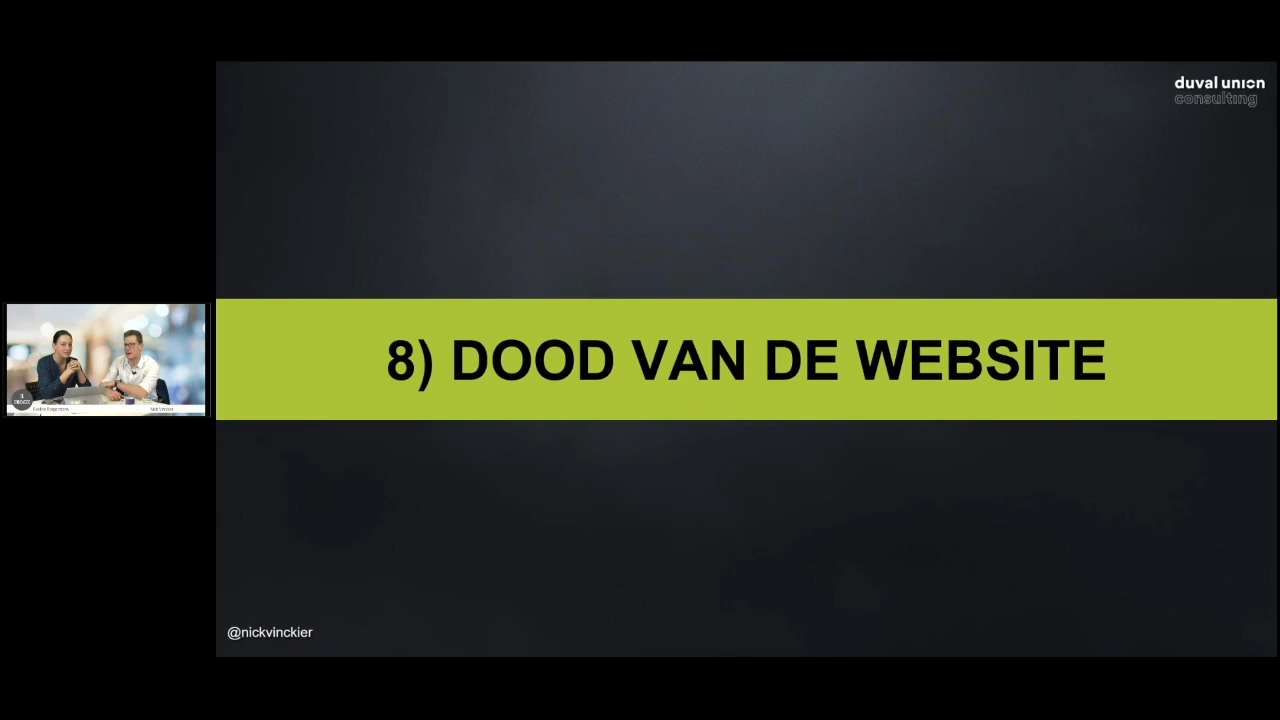 duval union
consulting
8) DOOD VAN DE WEBSITE
@nickvinckier